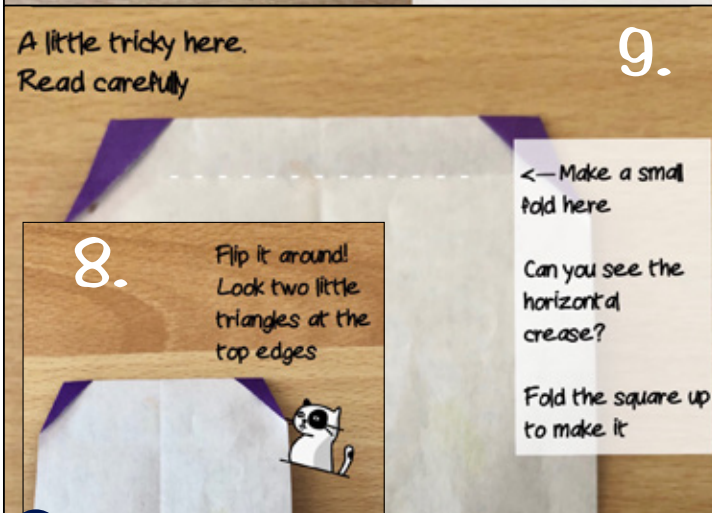 A little tricky here.
Read carefully
9.
<—Make a small
fold here
Can you see the
horizontal
crease?
Fold the square up
to make it
8.
Flip it around!
Look two little
triangles at the
top edges